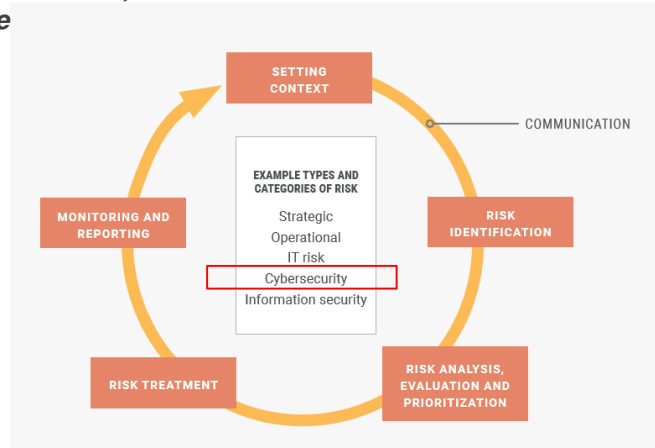 e
SETTING
CONTEXT
COMMUNICATION
EXAMPLE TYPES AND
CATEGORIES OF RISK
Strategic
Operational
IT risk
Cybersecurity
Information security
MONITORING AND
REPORTING
RISK
IDENTIFICATION
RISK TREATMENT
RISK ANALYSIS,
EVALUATION AND
PRIORITIZATION